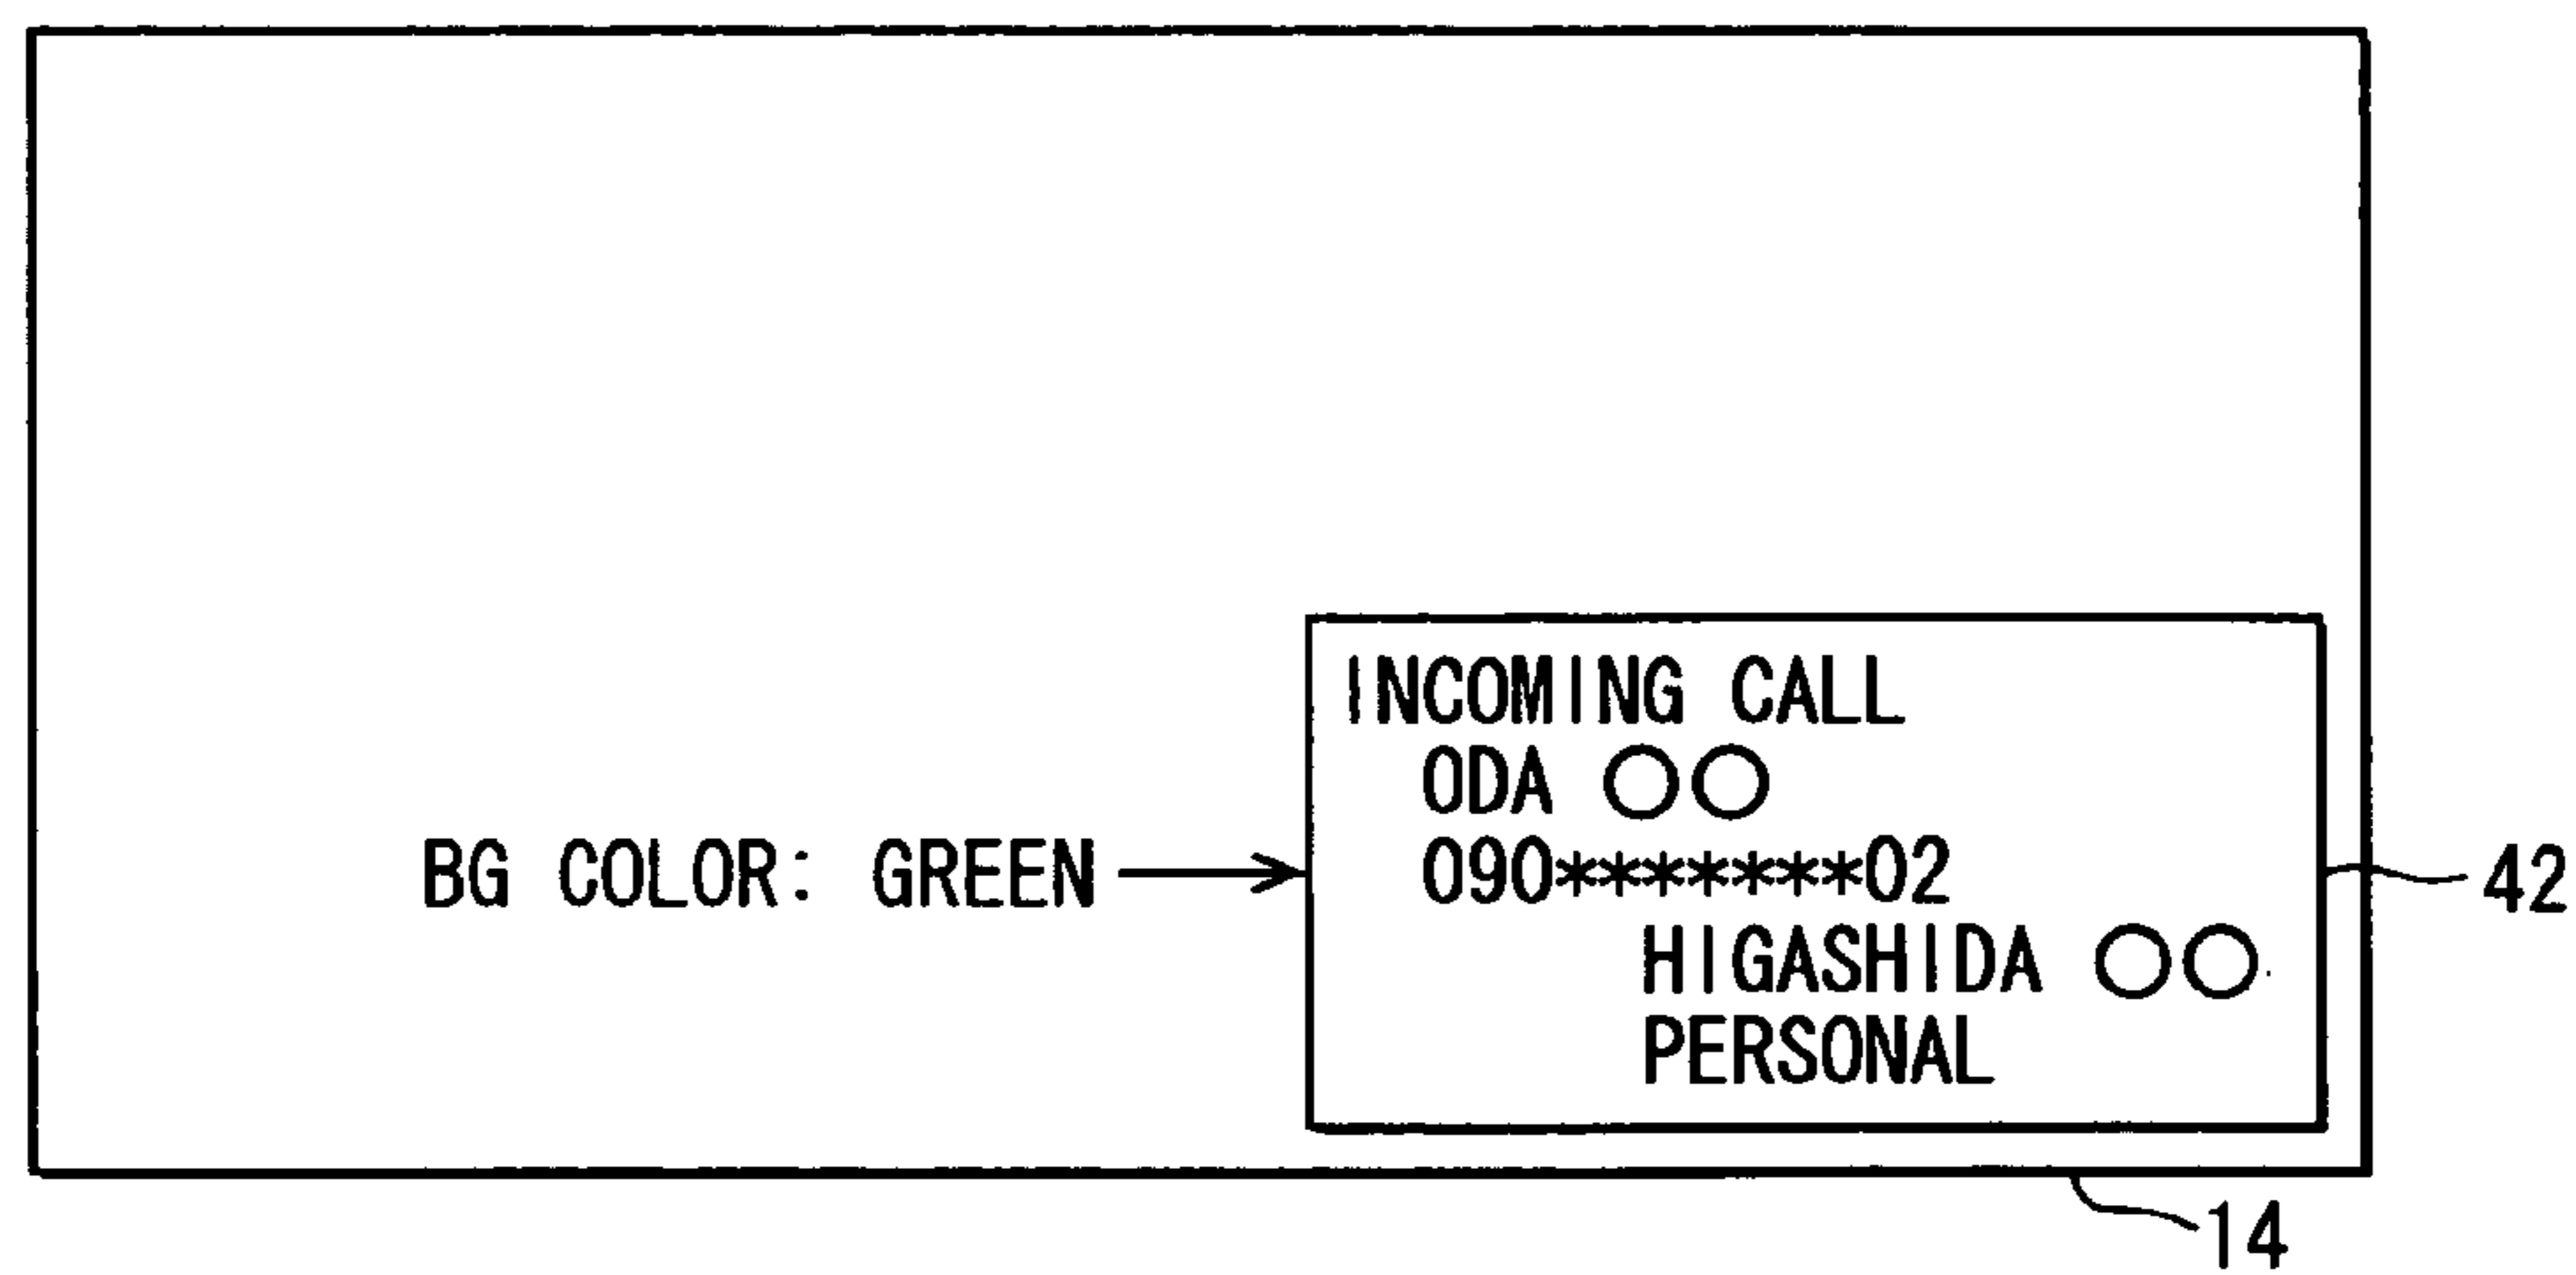 INCOMING CALL
ODA ○○
BG COLOR: GREEN
090*******02
42
HIGASHIDA ○○
PERSONAL
14